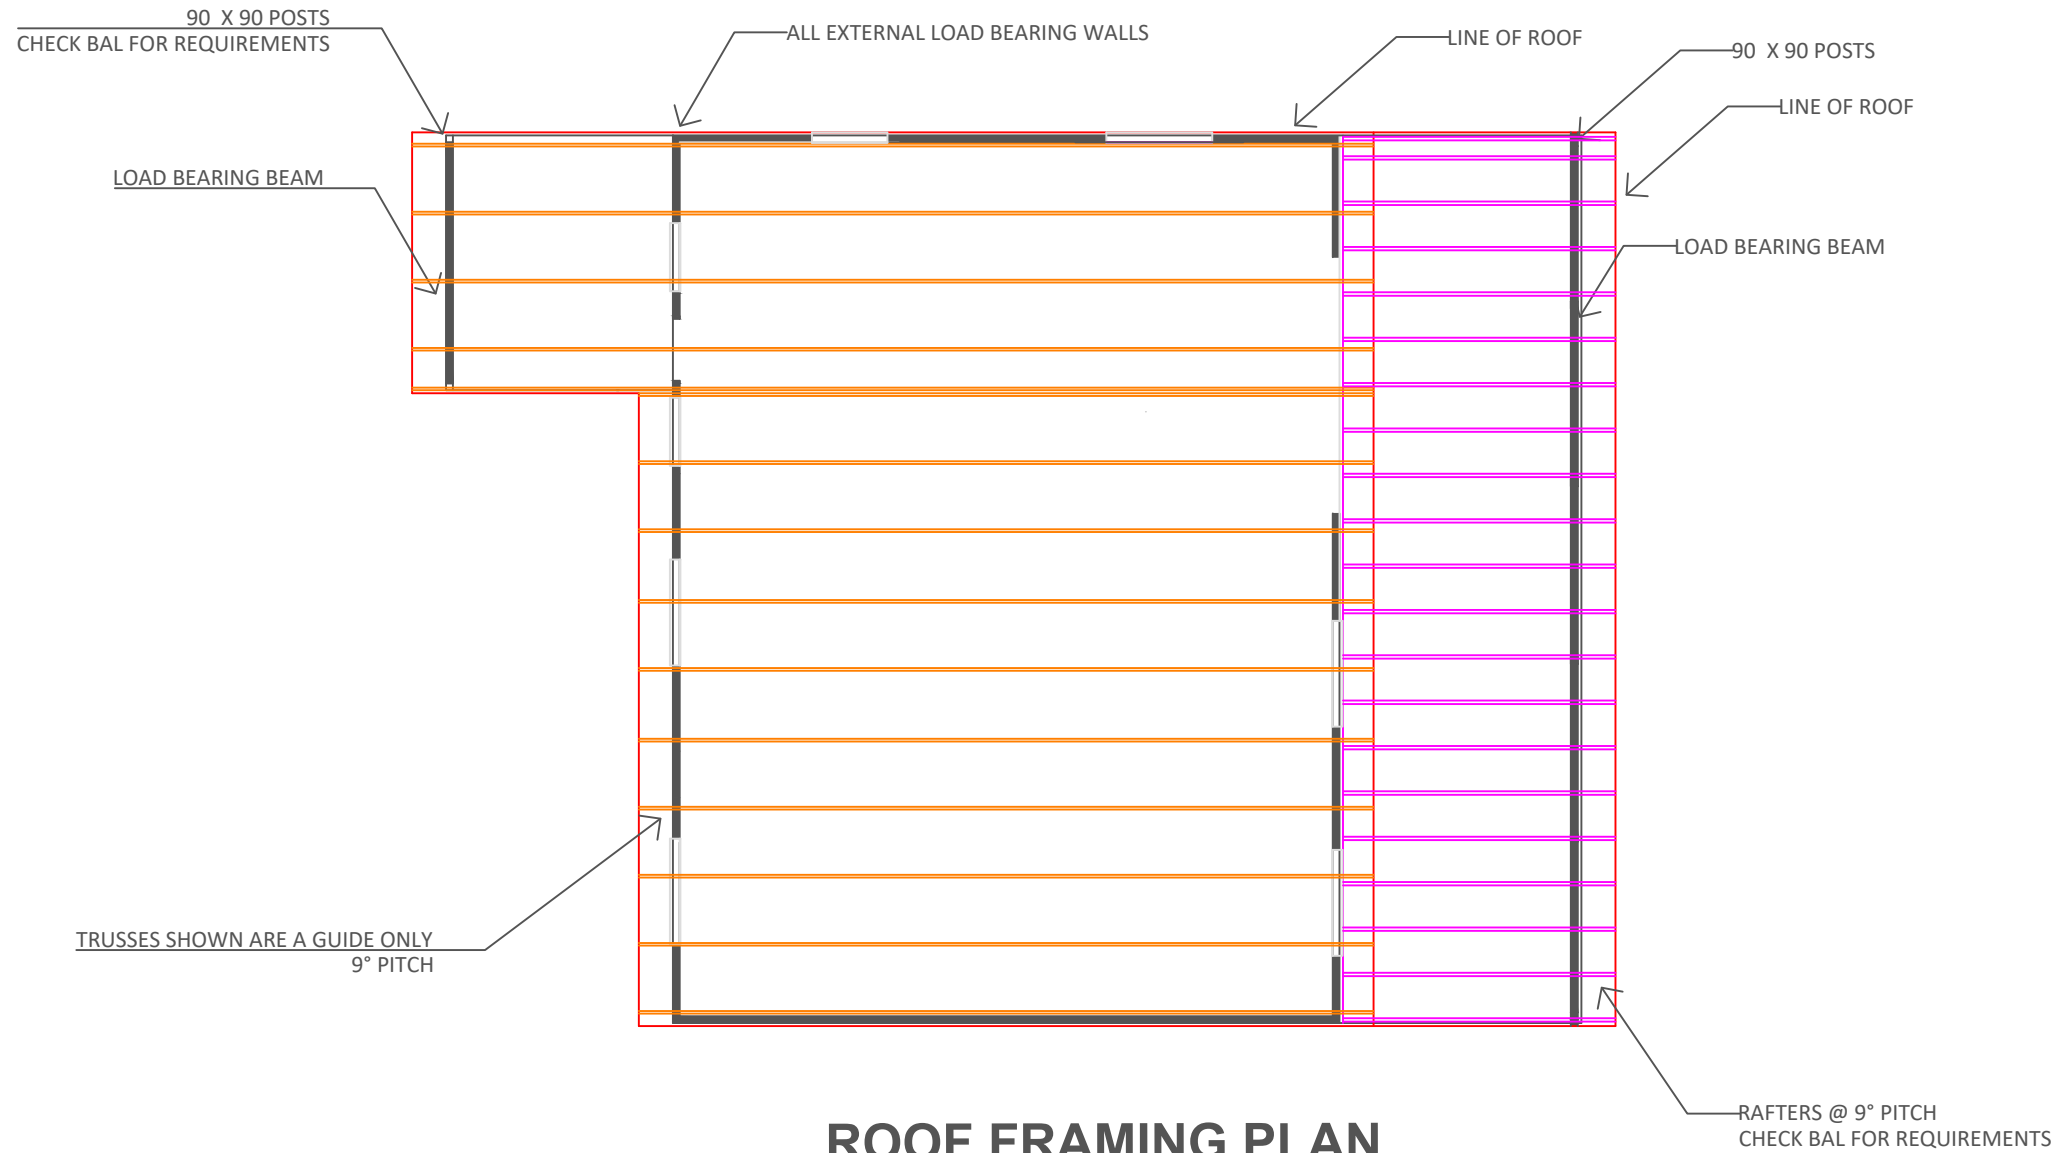 90 X 90 POSTS
CHECK BAL FOR REQUIREMENTS
ALL EXTERNAL LOAD BEARING WALLS
LINE OF ROOF
90 X 90 POSTS
LINE OF ROOF
LOAD BEARING BEAM
LOAD BEARING BEAM
TRUSSES SHOWN ARE A GUIDE ONLY
9° PITCH
RAFTERS @ 9° PITCH
CHECK BAL FOR REQUIREMENTS
ROOF FRAMING PLAN